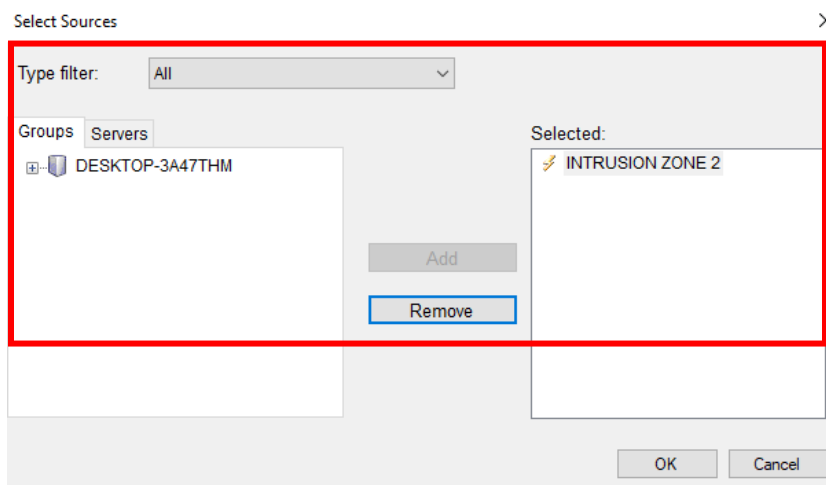 Select Sources
Type filter:
All
Groups
Servers
Selected:
DESKTOP-3A47THM
INTRUSION ZONE 2
Add
Remove
OK
Cancel